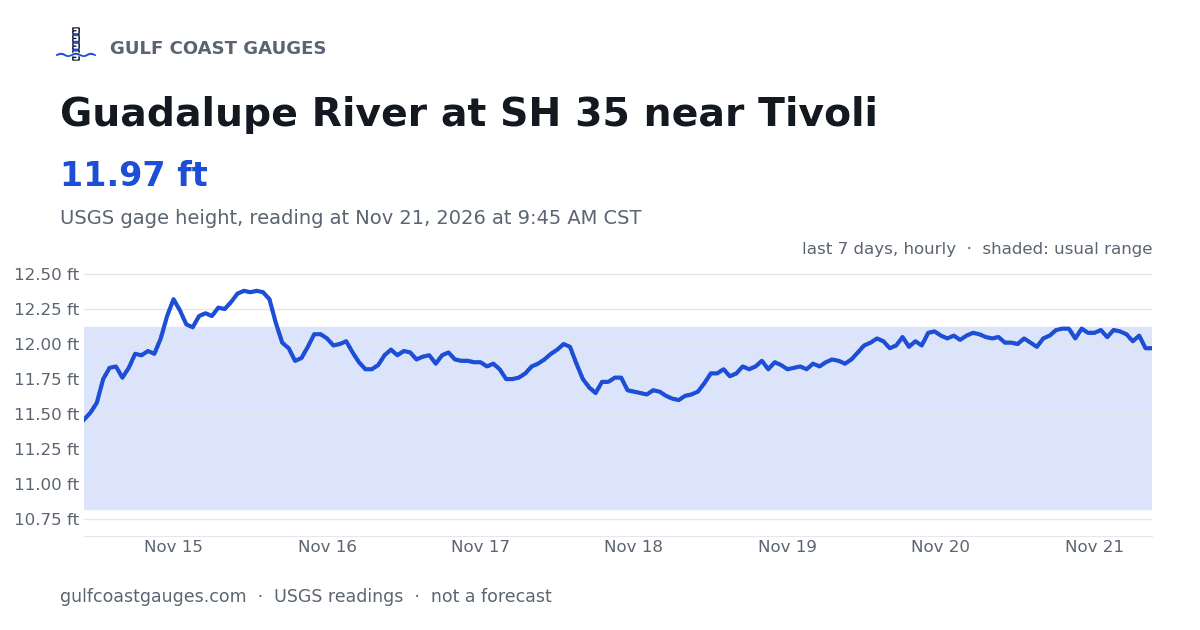 GULF COAST GAUGES
Guadalupe River at SH 35 near Tivoli
11.97 ft
USGS gage height, reading at Nov 21, 2026 at 9:45 AM CST
last 7 days, hourly · shaded: usual range
12.50 ft
12.25 ft
12.00 ft
11.75 ft
11.50 ft
11.25 ft
11.00 ft
10.75 ft
Nov 15 Nov 16 Nov 17 Nov 18 Nov 19 Nov 20 Nov 21
gulfcoastgauges.com · USGS readings · not a forecast